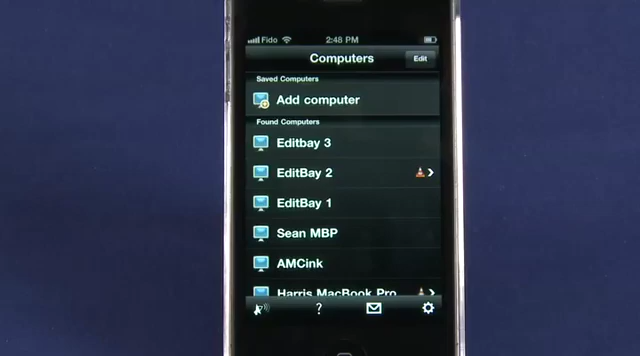 Fido 2:48 PM
Computers Edit
Saved Computers
Add computer
Found Computers
Editbay 3
EditBay 2
EditBay 1
Sean MBP
AMCink
Harris MacBook Pro
?